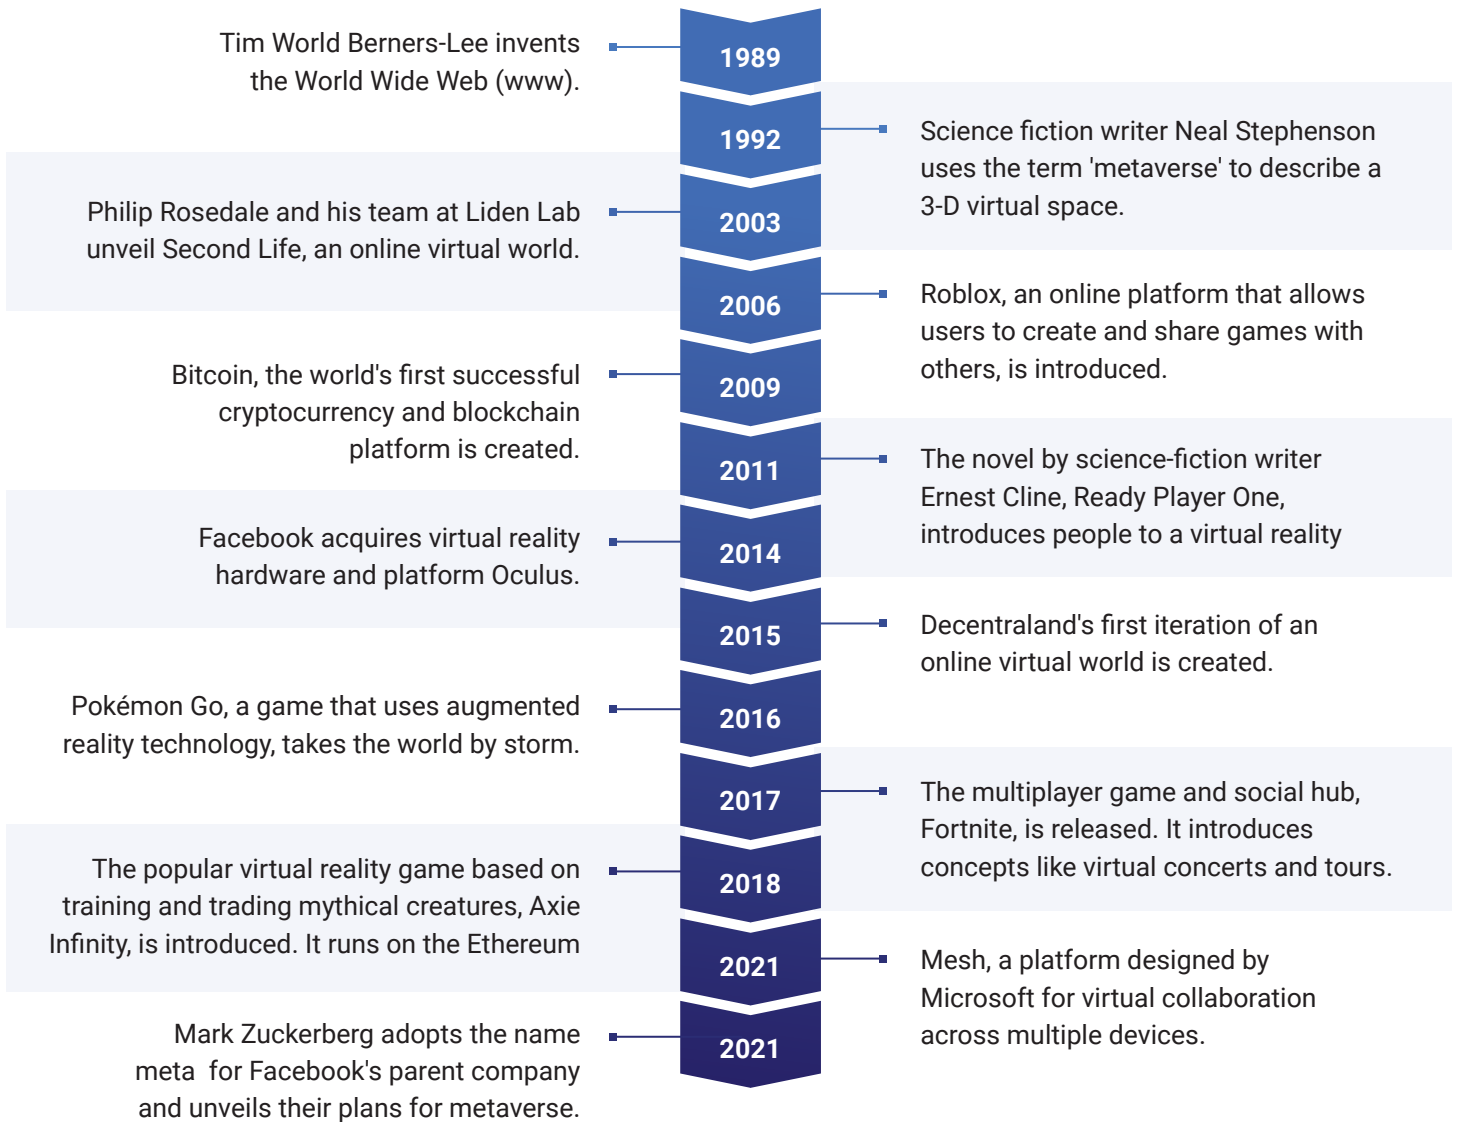 1989
Tim World Berners-Lee invents
the World Wide Web (www).
1992
Science fiction writer Neal Stephenson
uses the term 'metaverse' to describe a
3-D virtual space.
2003
Philip Rosedale and his team at Liden Lab
unveil Second Life, an online virtual world.
2006
Roblox, an online platform that allows
users to create and share games with
others, is introduced.
2009
Bitcoin, the world's first successful
cryptocurrency and blockchain
platform is created.
2011
The novel by science-fiction writer
Ernest Cline, Ready Player One,
introduces people to a virtual reality
2014
Facebook acquires virtual reality
hardware and platform Oculus.
2015
Decentraland's first iteration of an
online virtual world is created.
2016
Pokémon Go, a game that uses augmented
reality technology, takes the world by storm.
2017
The multiplayer game and social hub,
Fortnite, is released. It introduces
concepts like virtual concerts and tours.
2018
The popular virtual reality game based on
training and trading mythical creatures, Axie
Infinity, is introduced. It runs on the Ethereum
2021
Mesh, a platform designed by
Microsoft for virtual collaboration
across multiple devices.
2021
Mark Zuckerberg adopts the name
meta  for Facebook's parent company
and unveils their plans for metaverse.